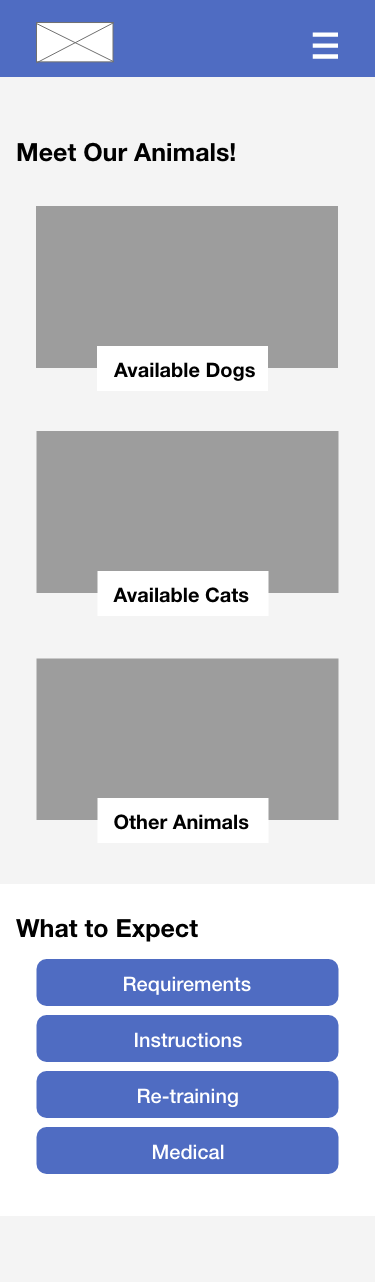 Meet Our Animals!
Available Dogs
Available Cats
Other Animals
What to Expect
Requirements
Instructions
Re-training
Medical